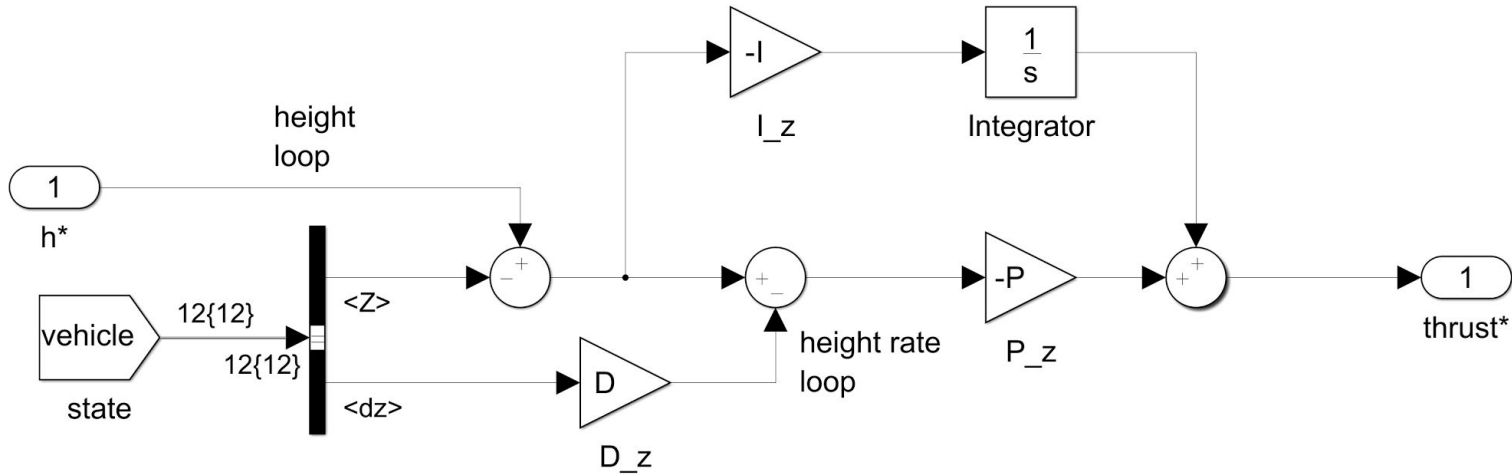 -I
1
s
I_z
Integrator
height
loop
1
h*
+
−
<Z>
vehicle
12{12}
12{12}
state
<dz>
D
D_z
+
−
height rate
loop
-P
P_z
+
+
1
thrust*